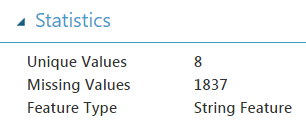 Statistics
Unique Values 8
Missing Values 1837
Feature Type String Feature